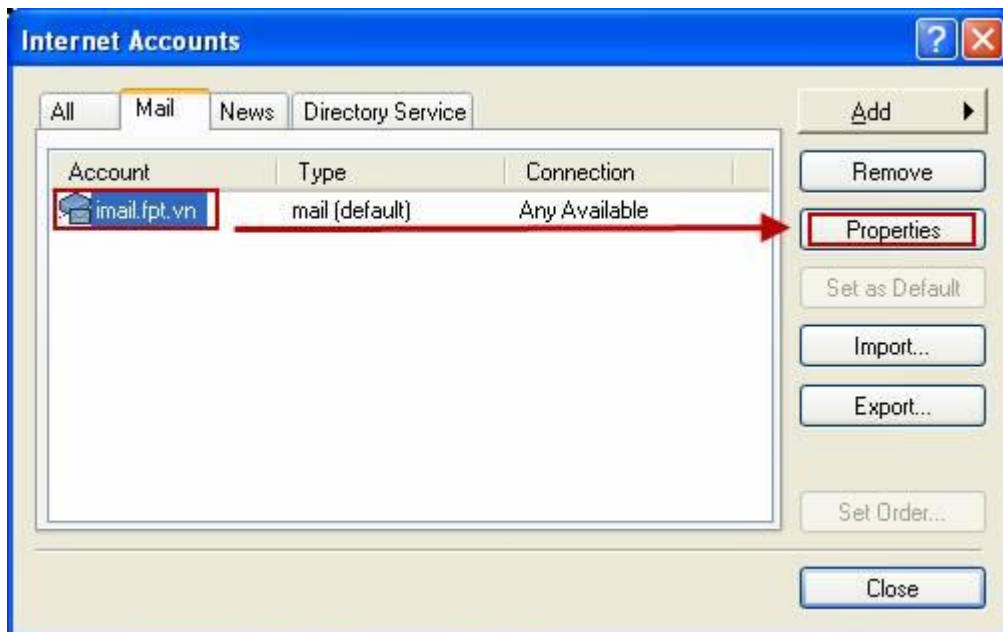 Internet Accounts
All Mail News Directory Service
Add
Account Type Connection
Remove
imail.fpt.vn mail (default) Any Available
Properties
Set as Default
Import...
Export...
Set Order...
Close